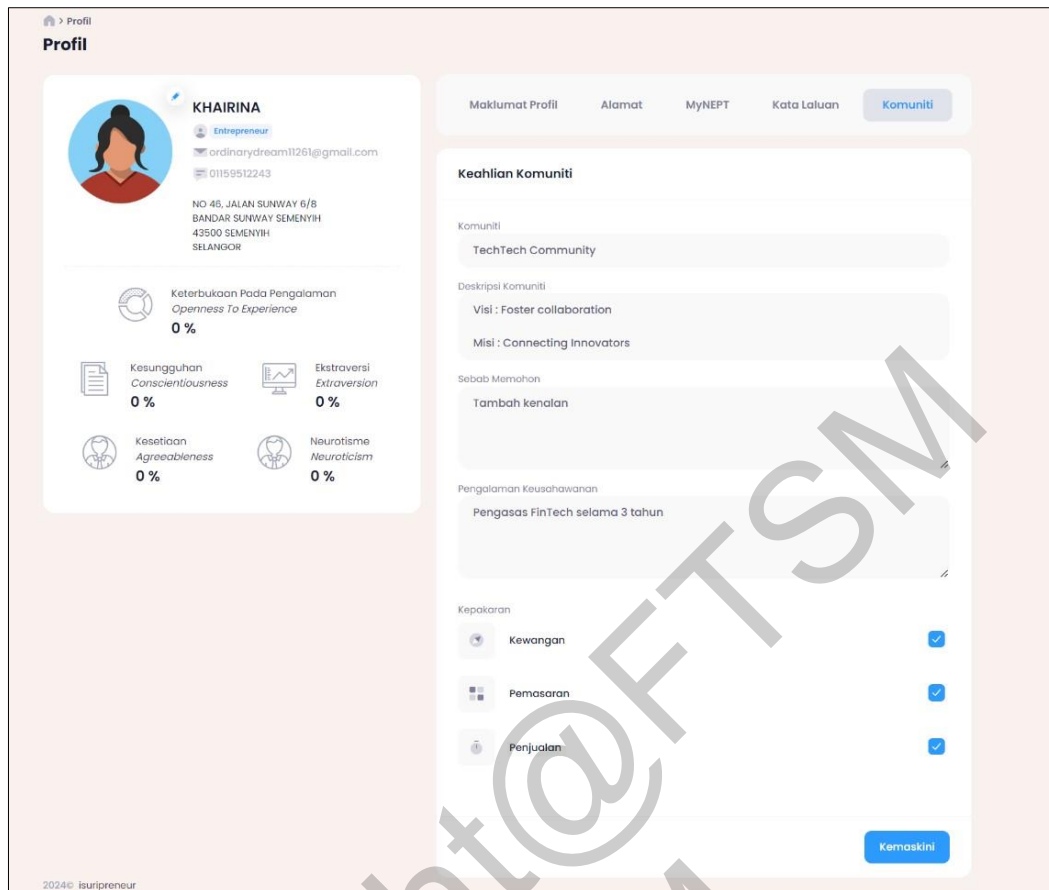 > Profil
Profil
KHAIRINA
Entrepreneur
ordinarydream11261@gmail.com
01159512243
NO 46, JALAN SUNWAY 6/8
BANDAR SUNWAY SEMENYIH
43500 SEMENYIH
SELANGOR
Keterbukaan Pada Pengalaman
Openness To Experience
0 %
Kesungguhan
Conscientiousness
0 %
Ekstraversi
Extraversion
0 %
Kesetiaan
Agreeableness
0 %
Neurotisme
Neuroticism
0 %
Maklumat Profil
Alamat
MyNEPT
Kata Laluan
Komuniti
Keahlian Komuniti
Komuniti
TechTech Community
Deskripsi Komuniti
Visi : Foster collaboration
Misi : Connecting Innovators
Sebab Memohon
Tambah kenalan
Pengalaman Keusahawanan
Pengasas FinTech selama 3 tahun
Kepakaran
Kewangan
Pemasaran
Penjualan
Kemaskini
2024© isuripreneur
ht@FTSM